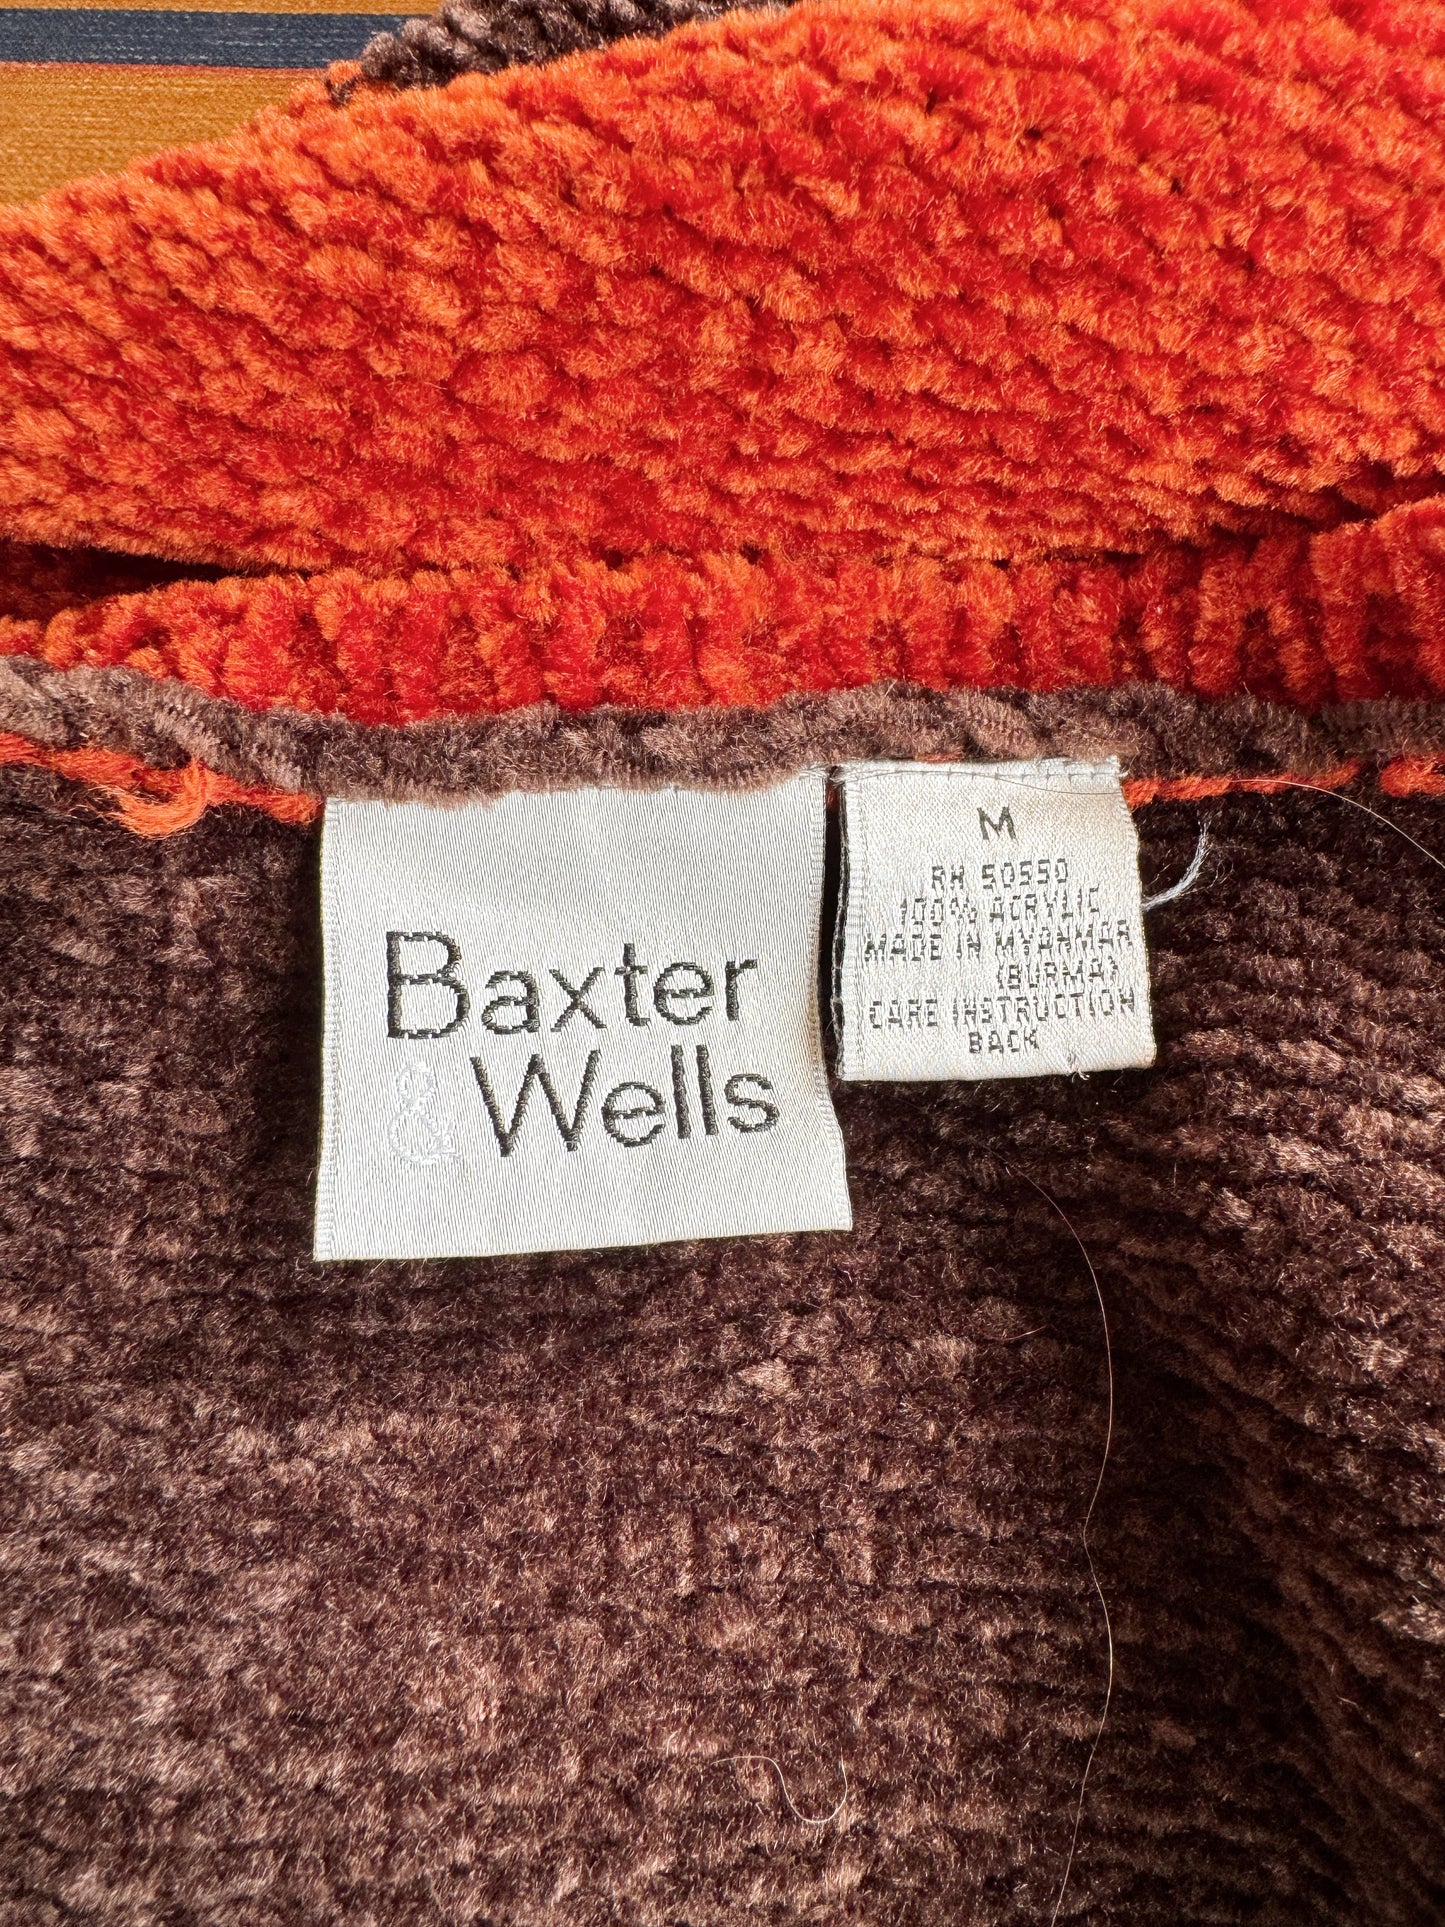 Baxter
& Wells
M
RN 50550
100% ACRYLIC
MADE IN MYANMAR
(BURMA)
CARE INSTRUCTION
BACK